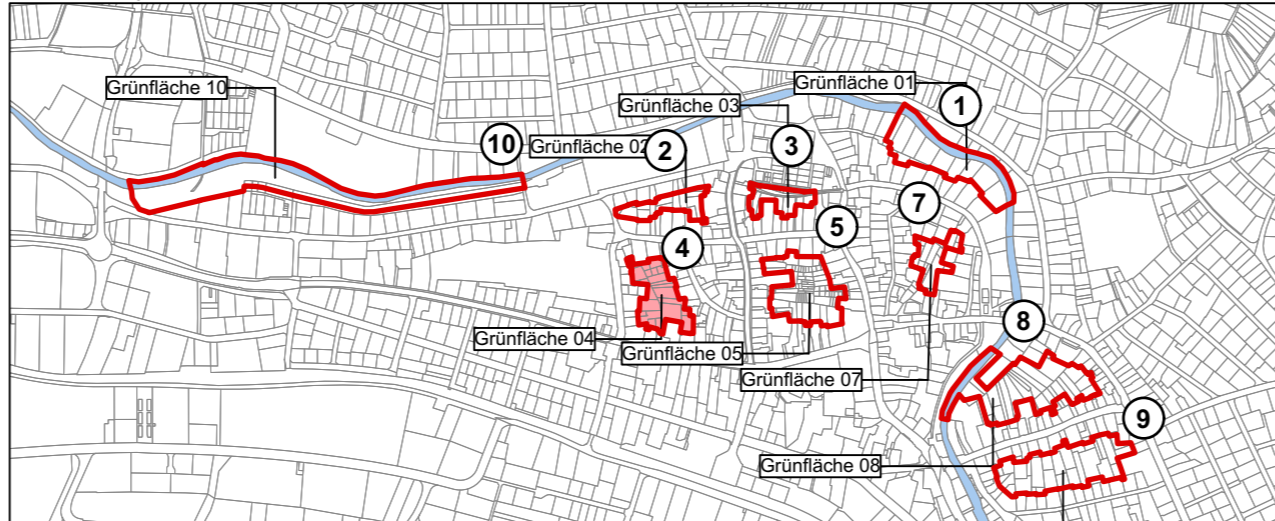 Grünfläche 01
Grünfläche 10
Grünfläche 03
1
10
Grünfläche 02
2
3
7
5
4
8
Grünfläche 04
Grünfläche 05
Grünfläche 07
9
Grünfläche 08